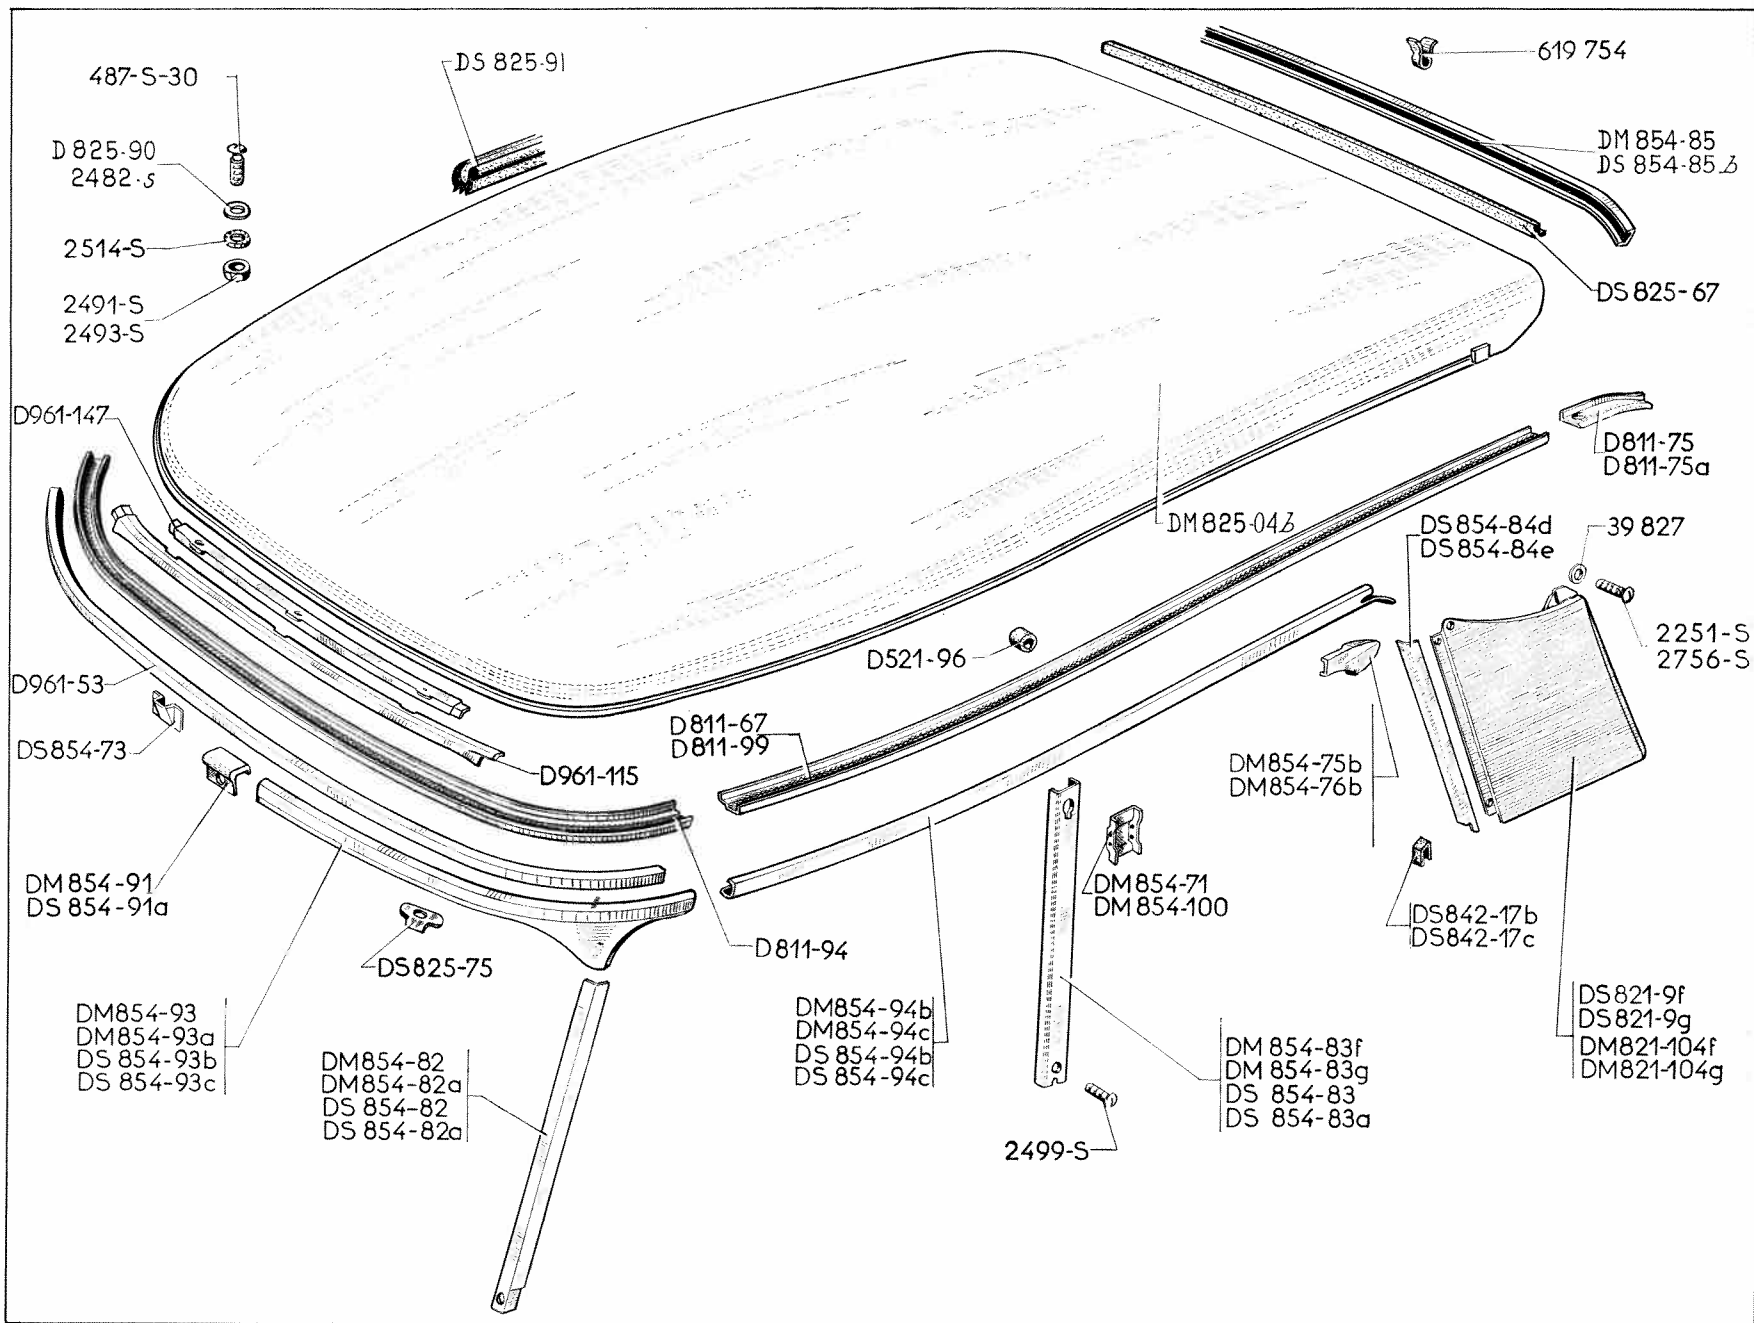 487-S-30
DS 825-91
619 754
D 825-90
2482-s
DM 854-85
DS 854-85b
2514-S
2491-S
2493-S
DS 825-67
D961-147
D811-75
D811-75a
DM 825-04b
DS854-84d
DS854-84e
39 827
2251-S
2756-S
D521-96
D961-53
DS854-73
D961-115
D811-67
D811-99
DM854-75b
DM854-76b
DM 854-91
DS 854-91a
DM 854-71
DM 854-100
DS842-17b
DS842-17c
DS825-75
D811-94
DM854-93
DM854-93a
DS 854-93b
DS 854-93c
DM854-82
DM854-82a
DS 854-82
DS 854-82a
DM854-94b
DM854-94c
DS 854-94b
DS 854-94c
DM 854-83f
DM 854-83g
DS 854-83
DS 854-83a
DS821-9f
DS821-9g
DM821-104f
DM821-104g
2499-S